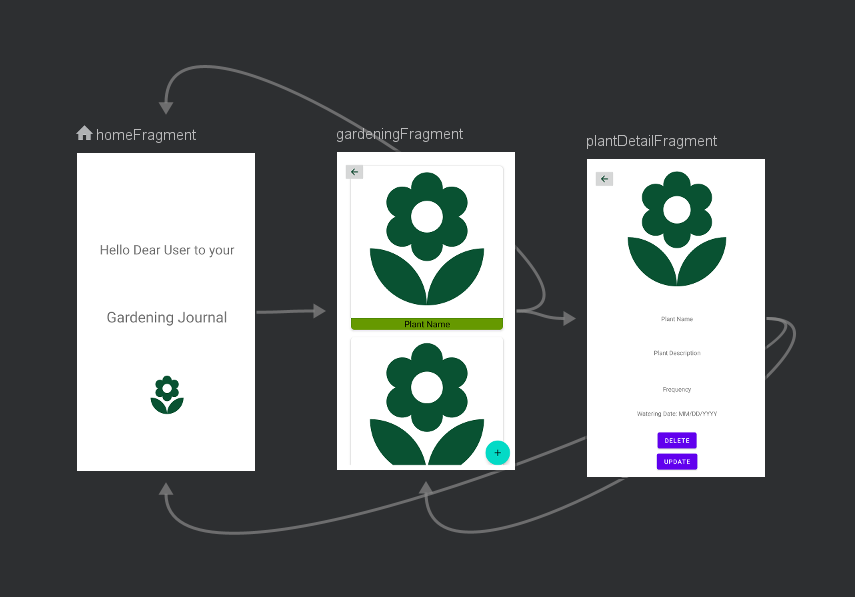 homeFragment
Hello Dear User to your
Gardening Journal
gardeningFragment
Plant Name
+
plantDetailFragment
Plant Name
Plant Description
Frequency
Watering Date: MM/DD/YYYY
DELETE
UPDATE